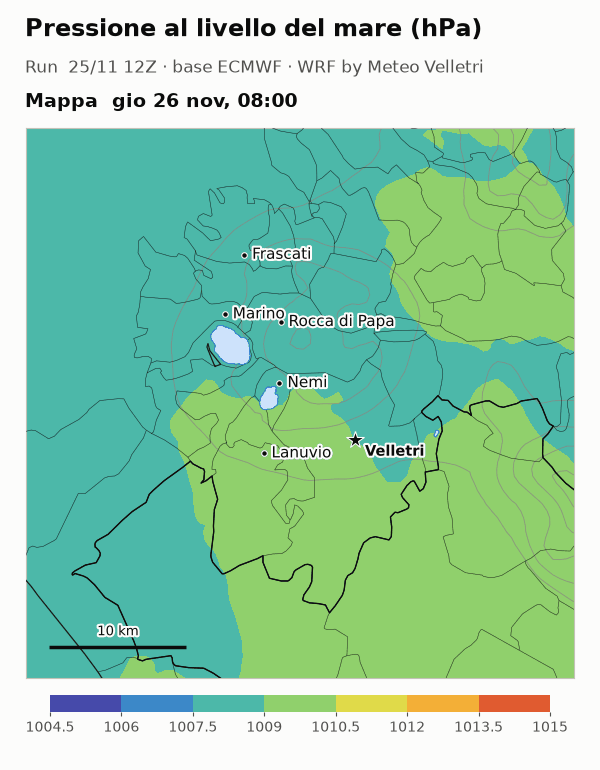 Pressione al livello del mare (hPa)
Run  25/11 12Z · base ECMWF · WRF by Meteo Velletri
Mappa  gio 26 nov, 08:00
Frascati
Marino
Rocca di Papa
Nemi
Velletri
Lanuvio
10 km
1004.5 1006 1007.5 1009 1010.5 1012 1013.5 1015